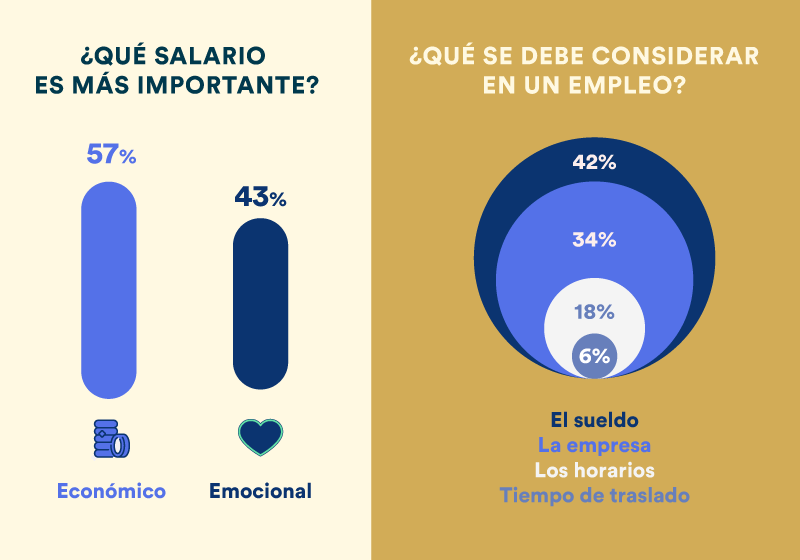 ¿QUÉ SALARIO
ES MÁS IMPORTANTE?
57%
43%
Económico
Emocional
¿QUÉ SE DEBE CONSIDERAR
EN UN EMPLEO?
42%
34%
18%
6%
El sueldo
La empresa
Los horarios
Tiempo de traslado